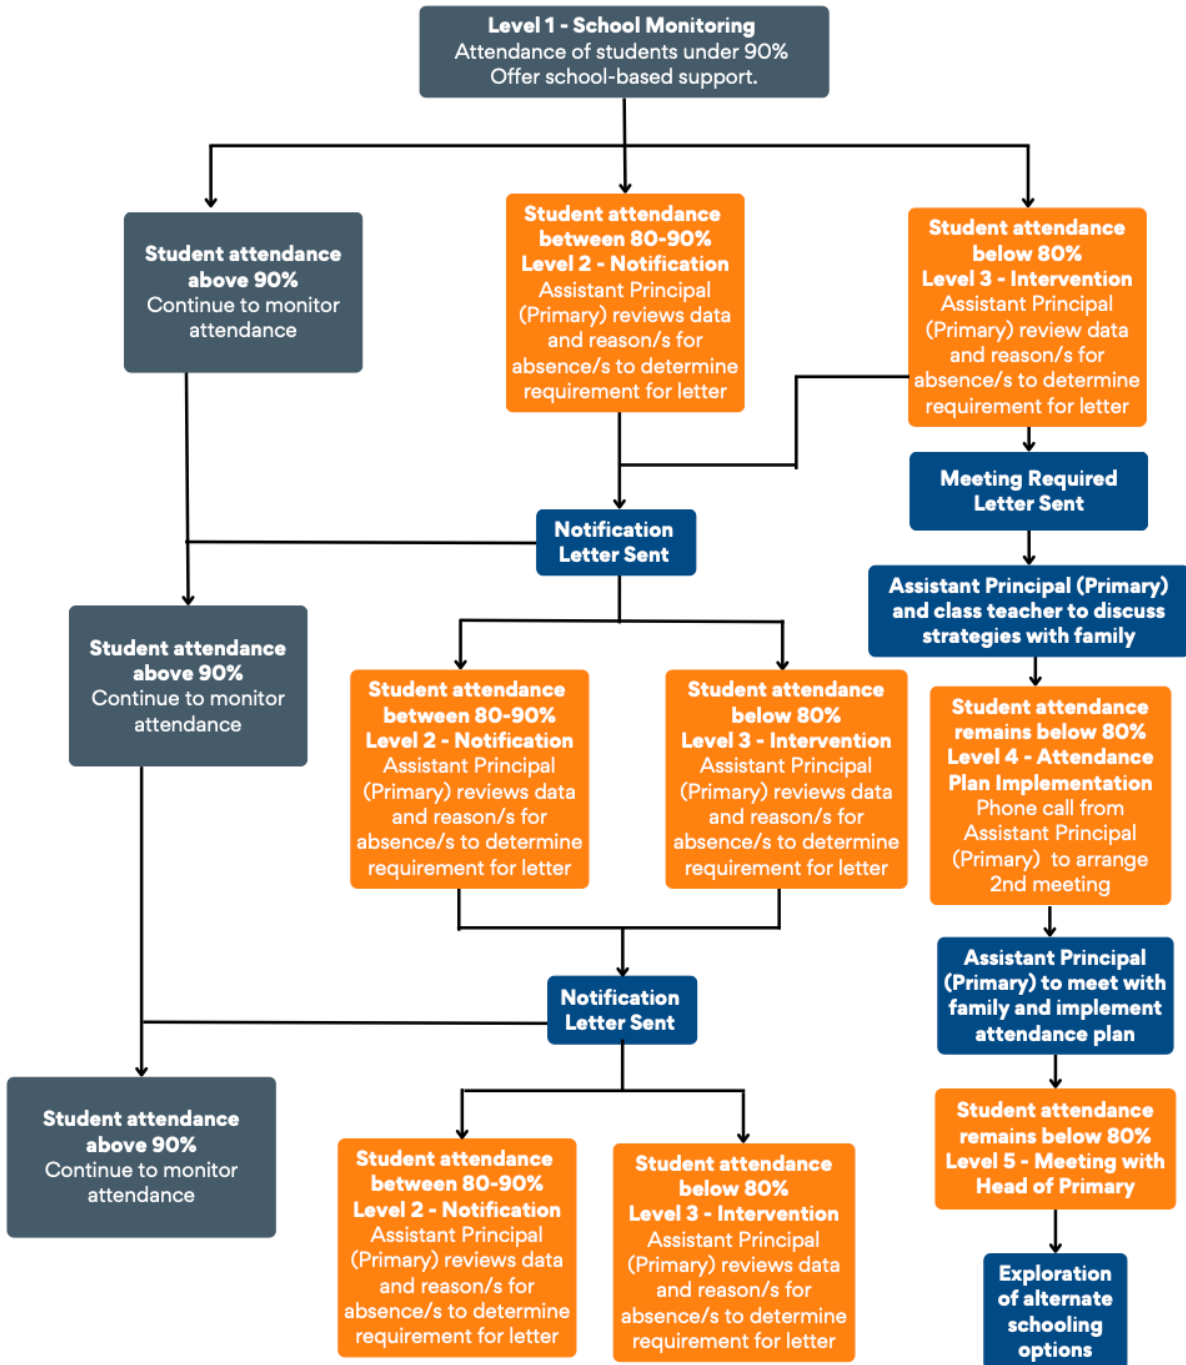 Level 1 - School Monitoring
Attendance of students under 90%
Offer school-based support.
Student attendance
above 90%
Continue to monitor
attendance
Student attendance
between 80-90%
Level 2 - Notification
Assistant Principal
(Primary) reviews data
and reason/s for
absence/s to determine
requirement for letter
Student attendance
below 80%
Level 3 - Intervention
Assistant Principal
(Primary) review data
and reason/s for
absence/s to determine
requirement for letter
Meeting Required
Letter Sent
Notification
Letter Sent
Assistant Principal (Primary)
and class teacher to discuss
strategies with family
Student attendance
above 90%
Continue to monitor
attendance
Student attendance
between 80-90%
Level 2 - Notification
Assistant Principal
(Primary) reviews data
and reason/s for
absence/s to determine
requirement for letter
Student attendance
below 80%
Level 3 - Intervention
Assistant Principal
(Primary) reviews data
and reason/s for
absence/s to determine
requirement for letter
Student attendance
remains below 80%
Level 4 - Attendance
Plan Implementation
Phone call from
Assistant Principal
(Primary) to arrange
2nd meeting
Assistant Principal
(Primary) to meet with
family and implement
attendance plan
Notification
Letter Sent
Student attendance
above 90%
Continue to monitor
attendance
Student attendance
between 80-90%
Level 2 - Notification
Assistant Principal
(Primary) reviews data
and reason/s for
absence/s to determine
requirement for letter
Student attendance
below 80%
Level 3 - Intervention
Assistant Principal
(Primary) reviews data
and reason/s for
absence/s to determine
requirement for letter
Student attendance
remains below 80%
Level 5 - Meeting with
Head of Primary
Exploration
of alternate
schooling
options